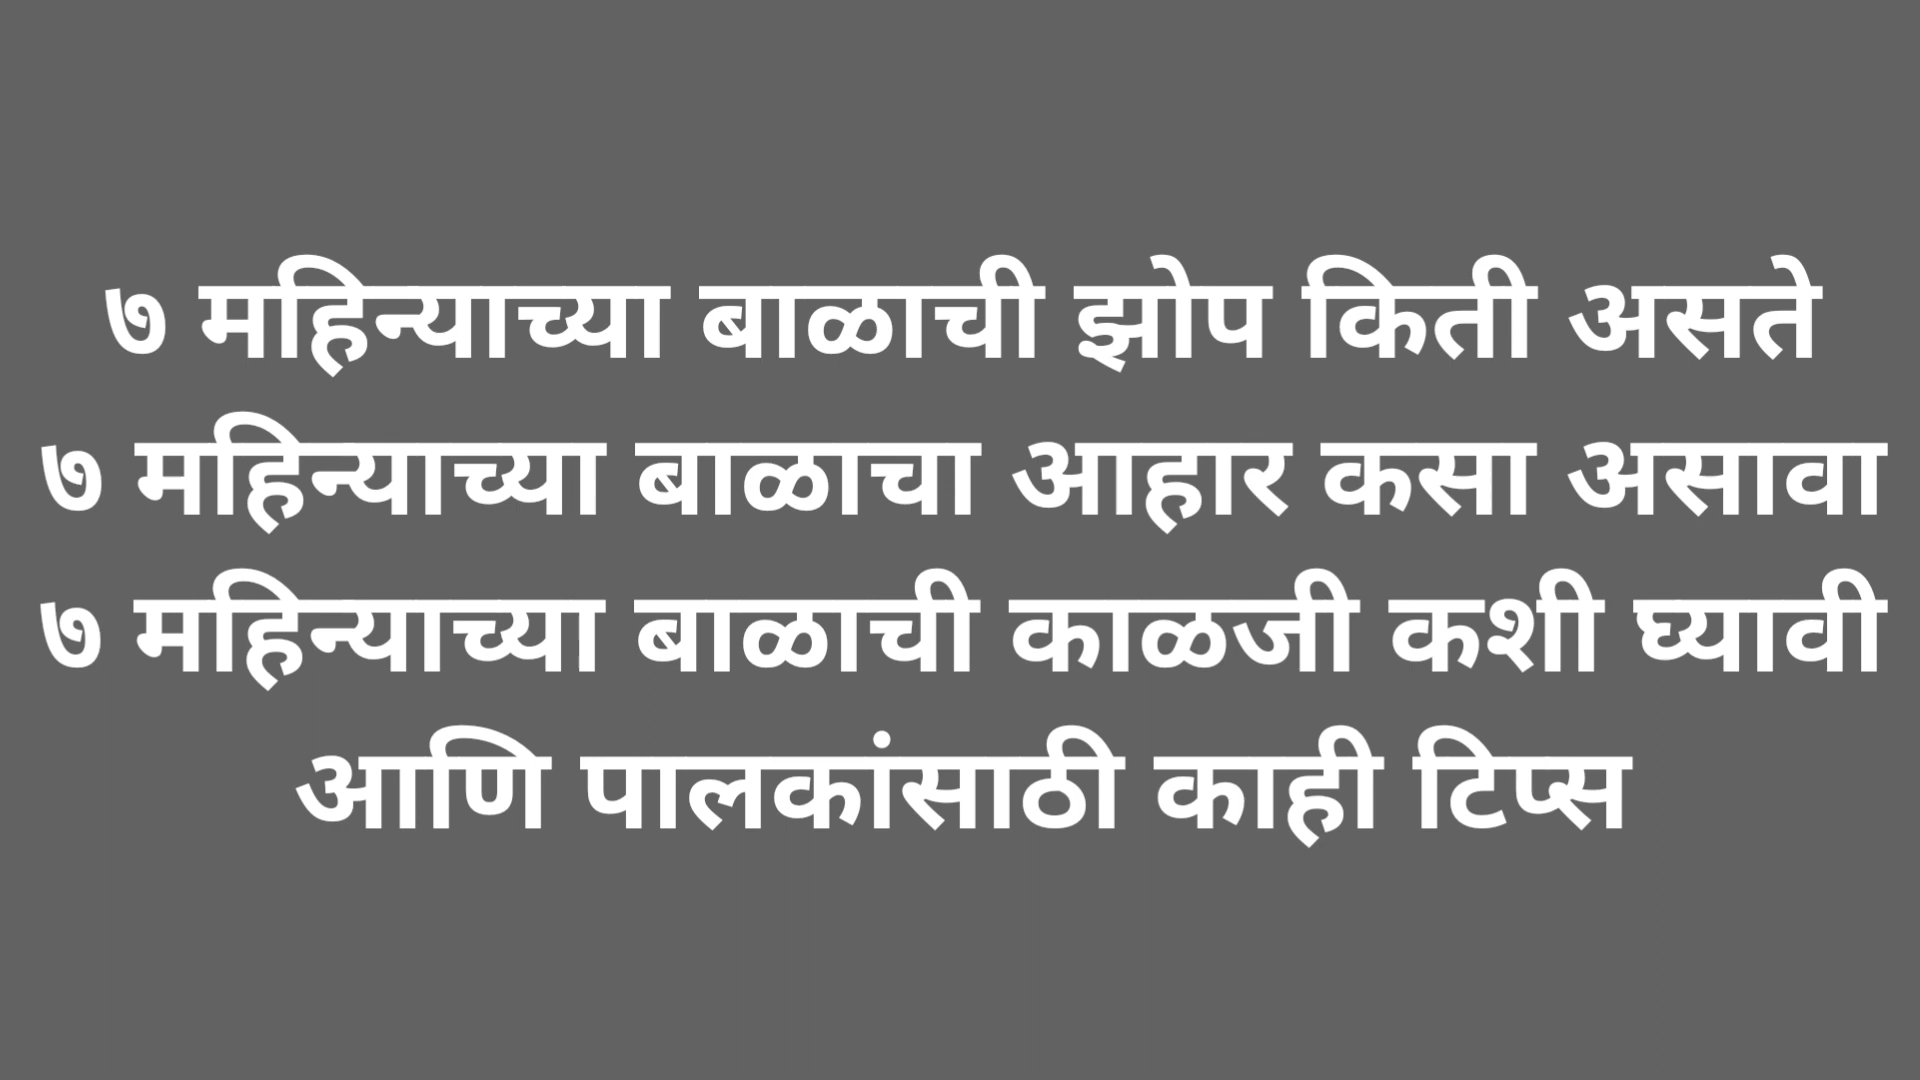 ७ महिन्याच्या बाळाची झोप किती असते
७ महिन्याच्या बाळाचा आहार कसा असावा
७ महिन्याच्या बाळाची काळजी कशी घ्यावी
आणि पालकांसाठी काही टिप्स